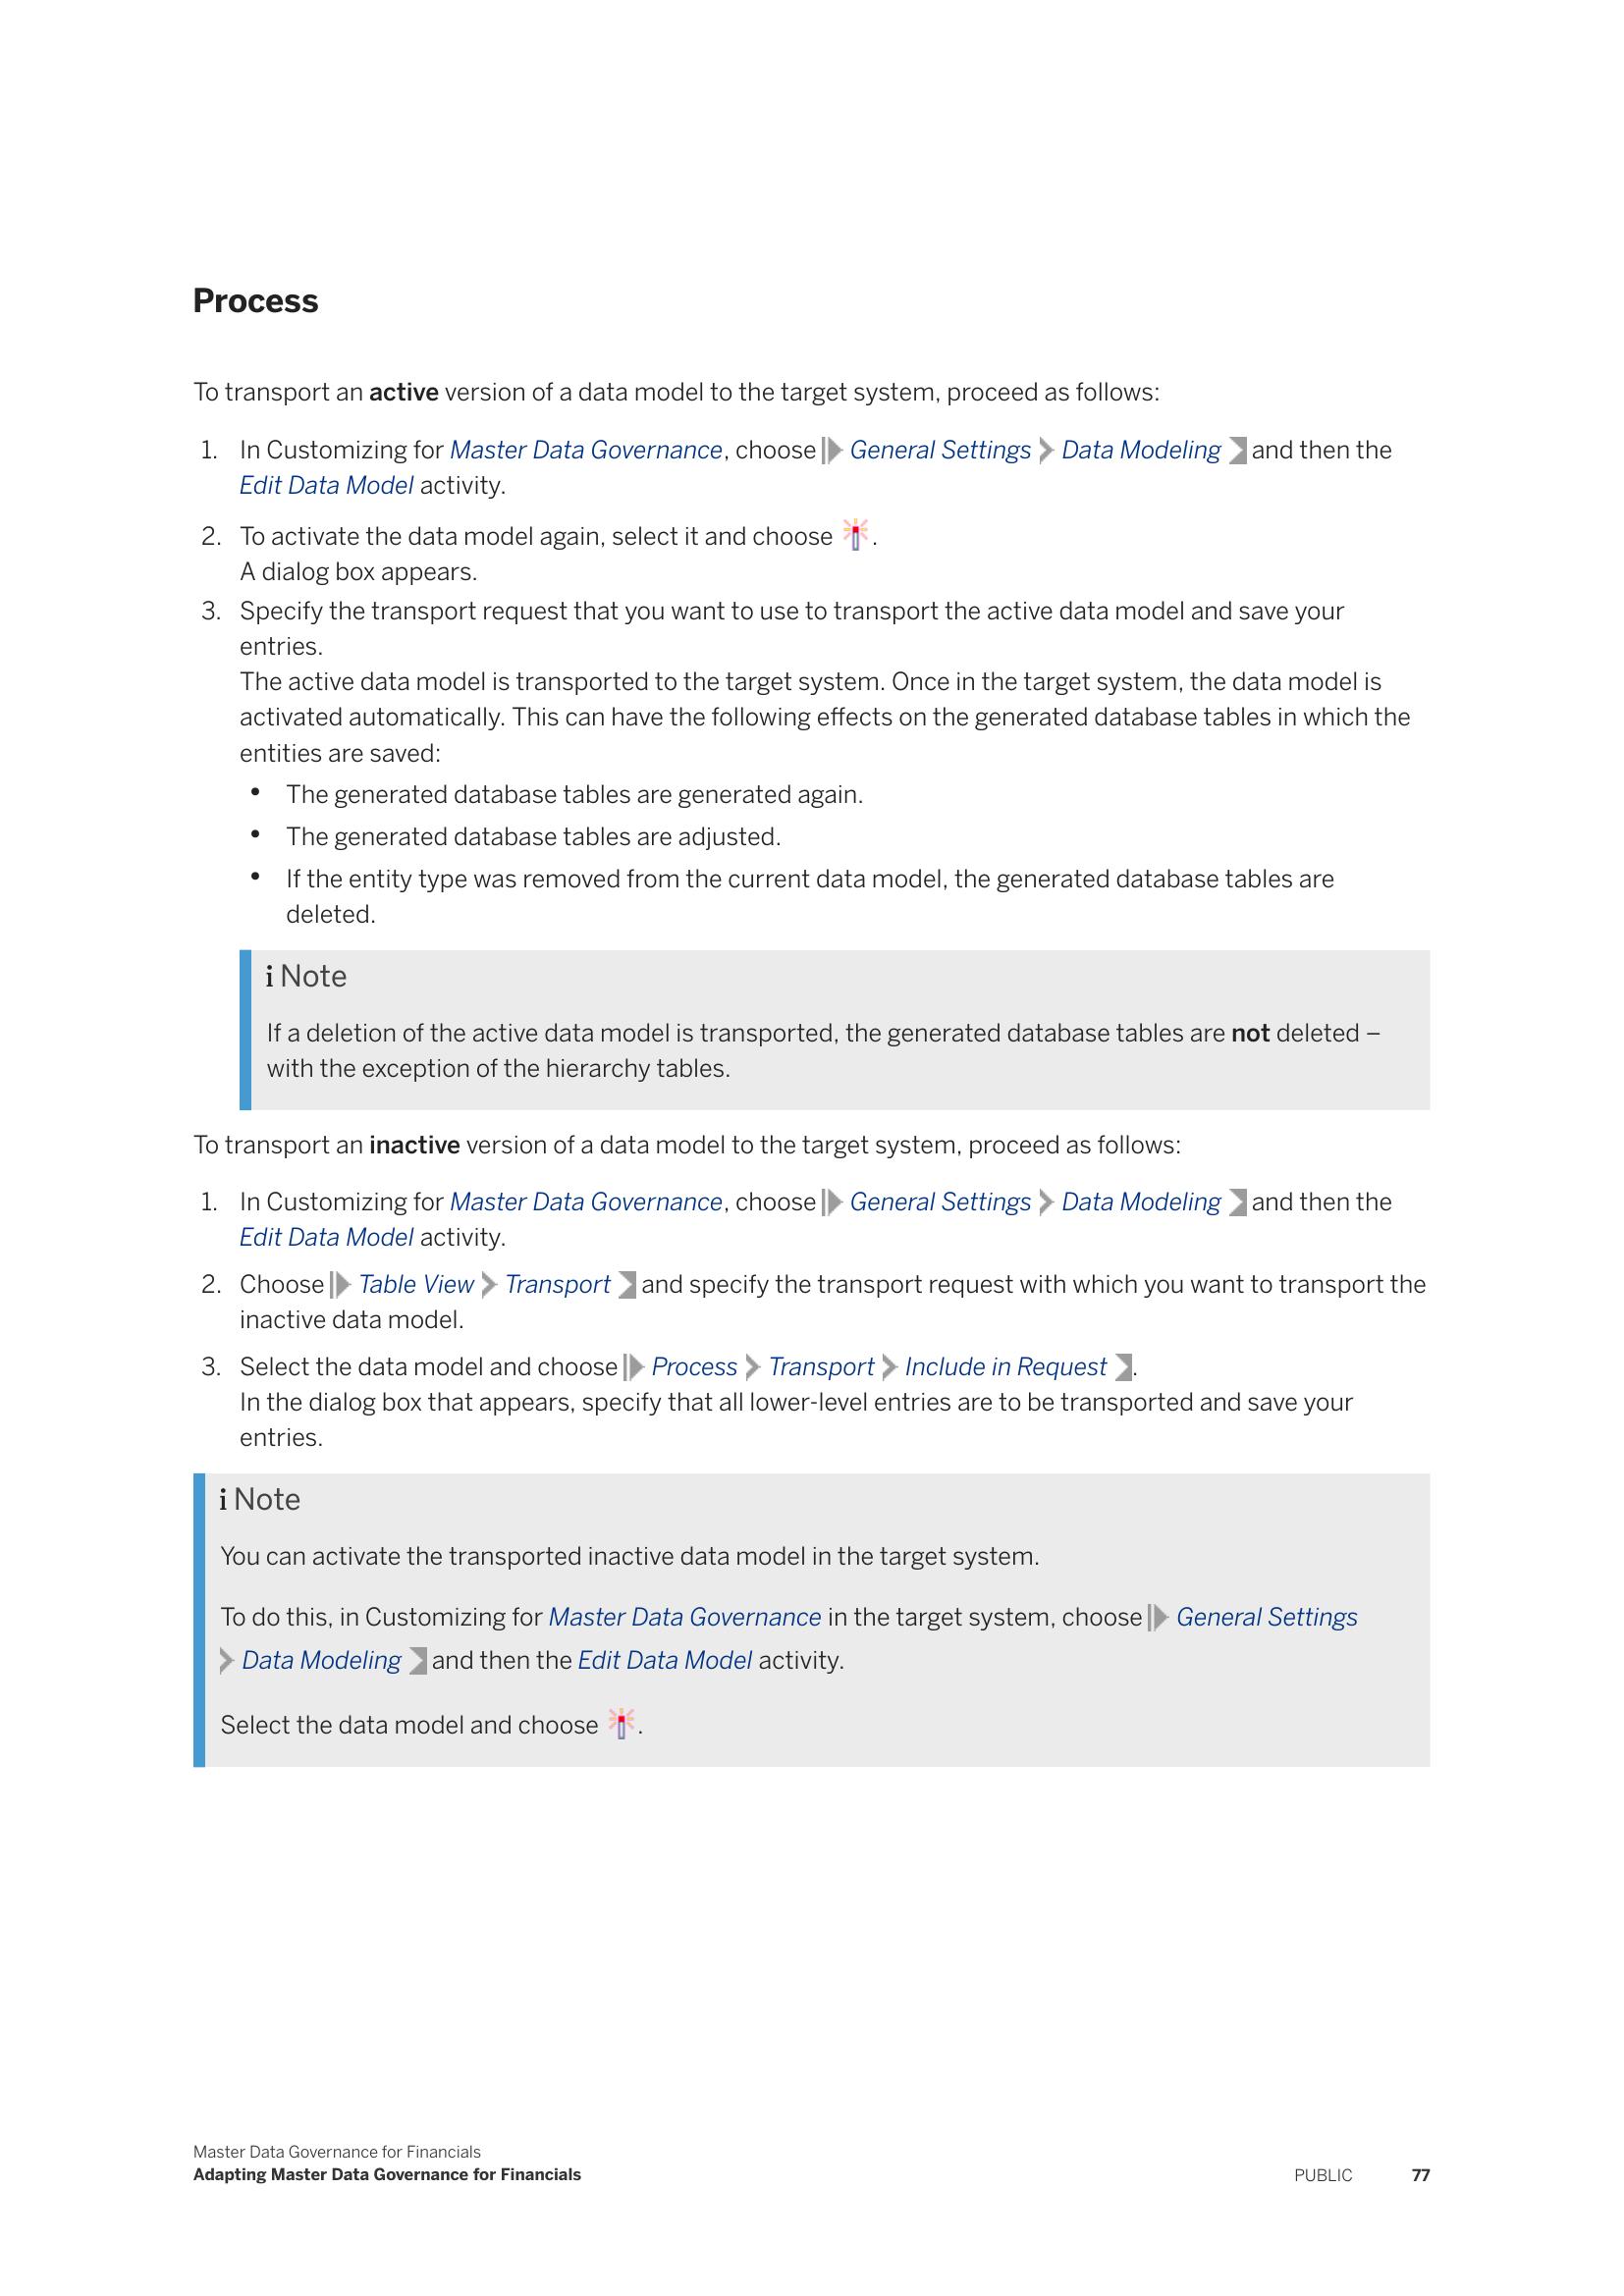 Process
To transport an active version of a data model to the target system, proceed as follows:
1. In Customizing for Master Data Governance, choose General Settings Data Modeling and then the
Edit Data Model activity.
2. To activate the data model again, select it and choose .
A dialog box appears.
3. Specify the transport request that you want to use to transport the active data model and save your
entries.
The active data model is transported to the target system. Once in the target system, the data model is
activated automatically. This can have the following effects on the generated database tables in which the
entities are saved:
• The generated database tables are generated again.
• The generated database tables are adjusted.
• If the entity type was removed from the current data model, the generated database tables are
deleted.
i Note
If a deletion of the active data model is transported, the generated database tables are not deleted –
with the exception of the hierarchy tables.
To transport an inactive version of a data model to the target system, proceed as follows:
1. In Customizing for Master Data Governance, choose General Settings Data Modeling and then the
Edit Data Model activity.
2. Choose Table View Transport and specify the transport request with which you want to transport the
inactive data model.
3. Select the data model and choose Process Transport Include in Request .
In the dialog box that appears, specify that all lower-level entries are to be transported and save your
entries.
i Note
You can activate the transported inactive data model in the target system.
To do this, in Customizing for Master Data Governance in the target system, choose General Settings
Data Modeling and then the Edit Data Model activity.
Select the data model and choose .
Master Data Governance for Financials
Adapting Master Data Governance for Financials
PUBLIC 77